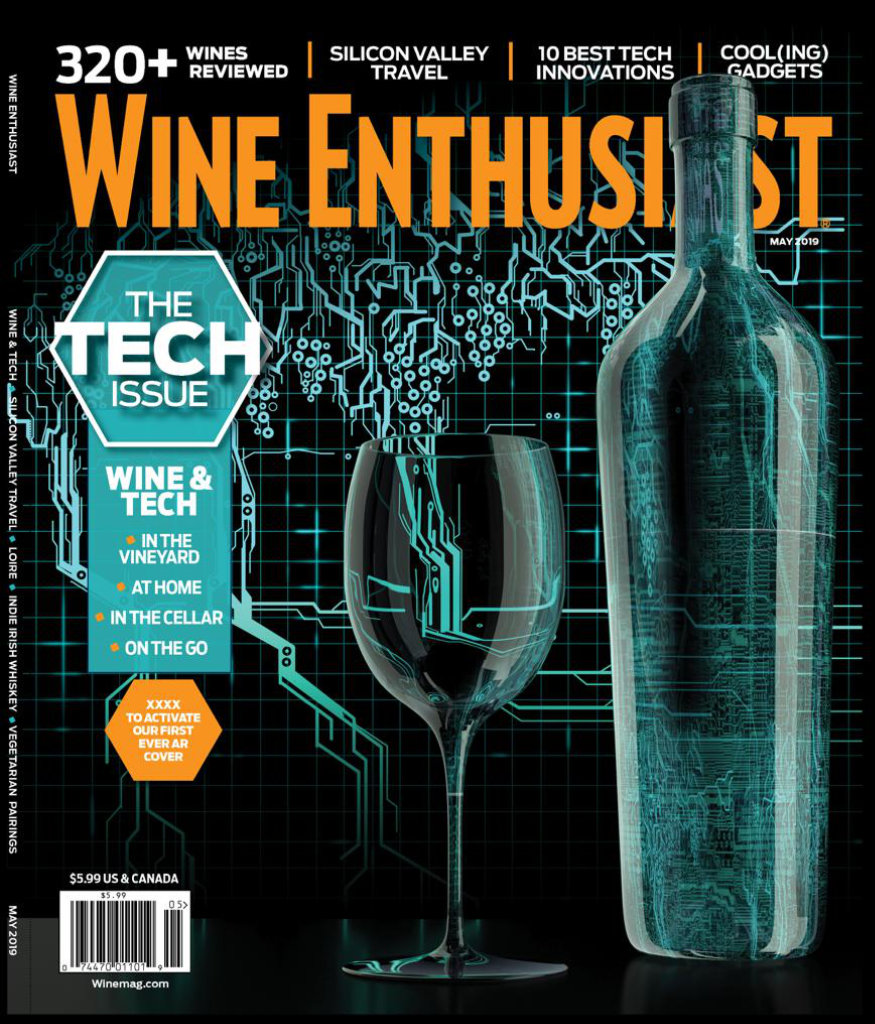 320+ WINES
REVIEWED
SILICON VALLEY
TRAVEL
10 BEST TECH
INNOVATIONS
COOL(ING)
GADGETS
WINE ENTHUSIAST®
MAY 2019
THE
TECH
ISSUE
WINE &
TECH
IN THE
VINEYARD
AT HOME
IN THE CELLAR
ON THE GO
XXXX
TO ACTIVATE
OUR FIRST
EVER AR
COVER
$5.99 US & CANADA
$5.99
05>
0 74470 01101 9
Winemag.com
WINE ENTHUSIAST
WINE & TECH ◆ SILICON VALLEY TRAVEL ◆ LOIRE ◆ INDIE IRISH WHISKEY ◆ VEGETARIAN PAIRINGS
MAY 2019